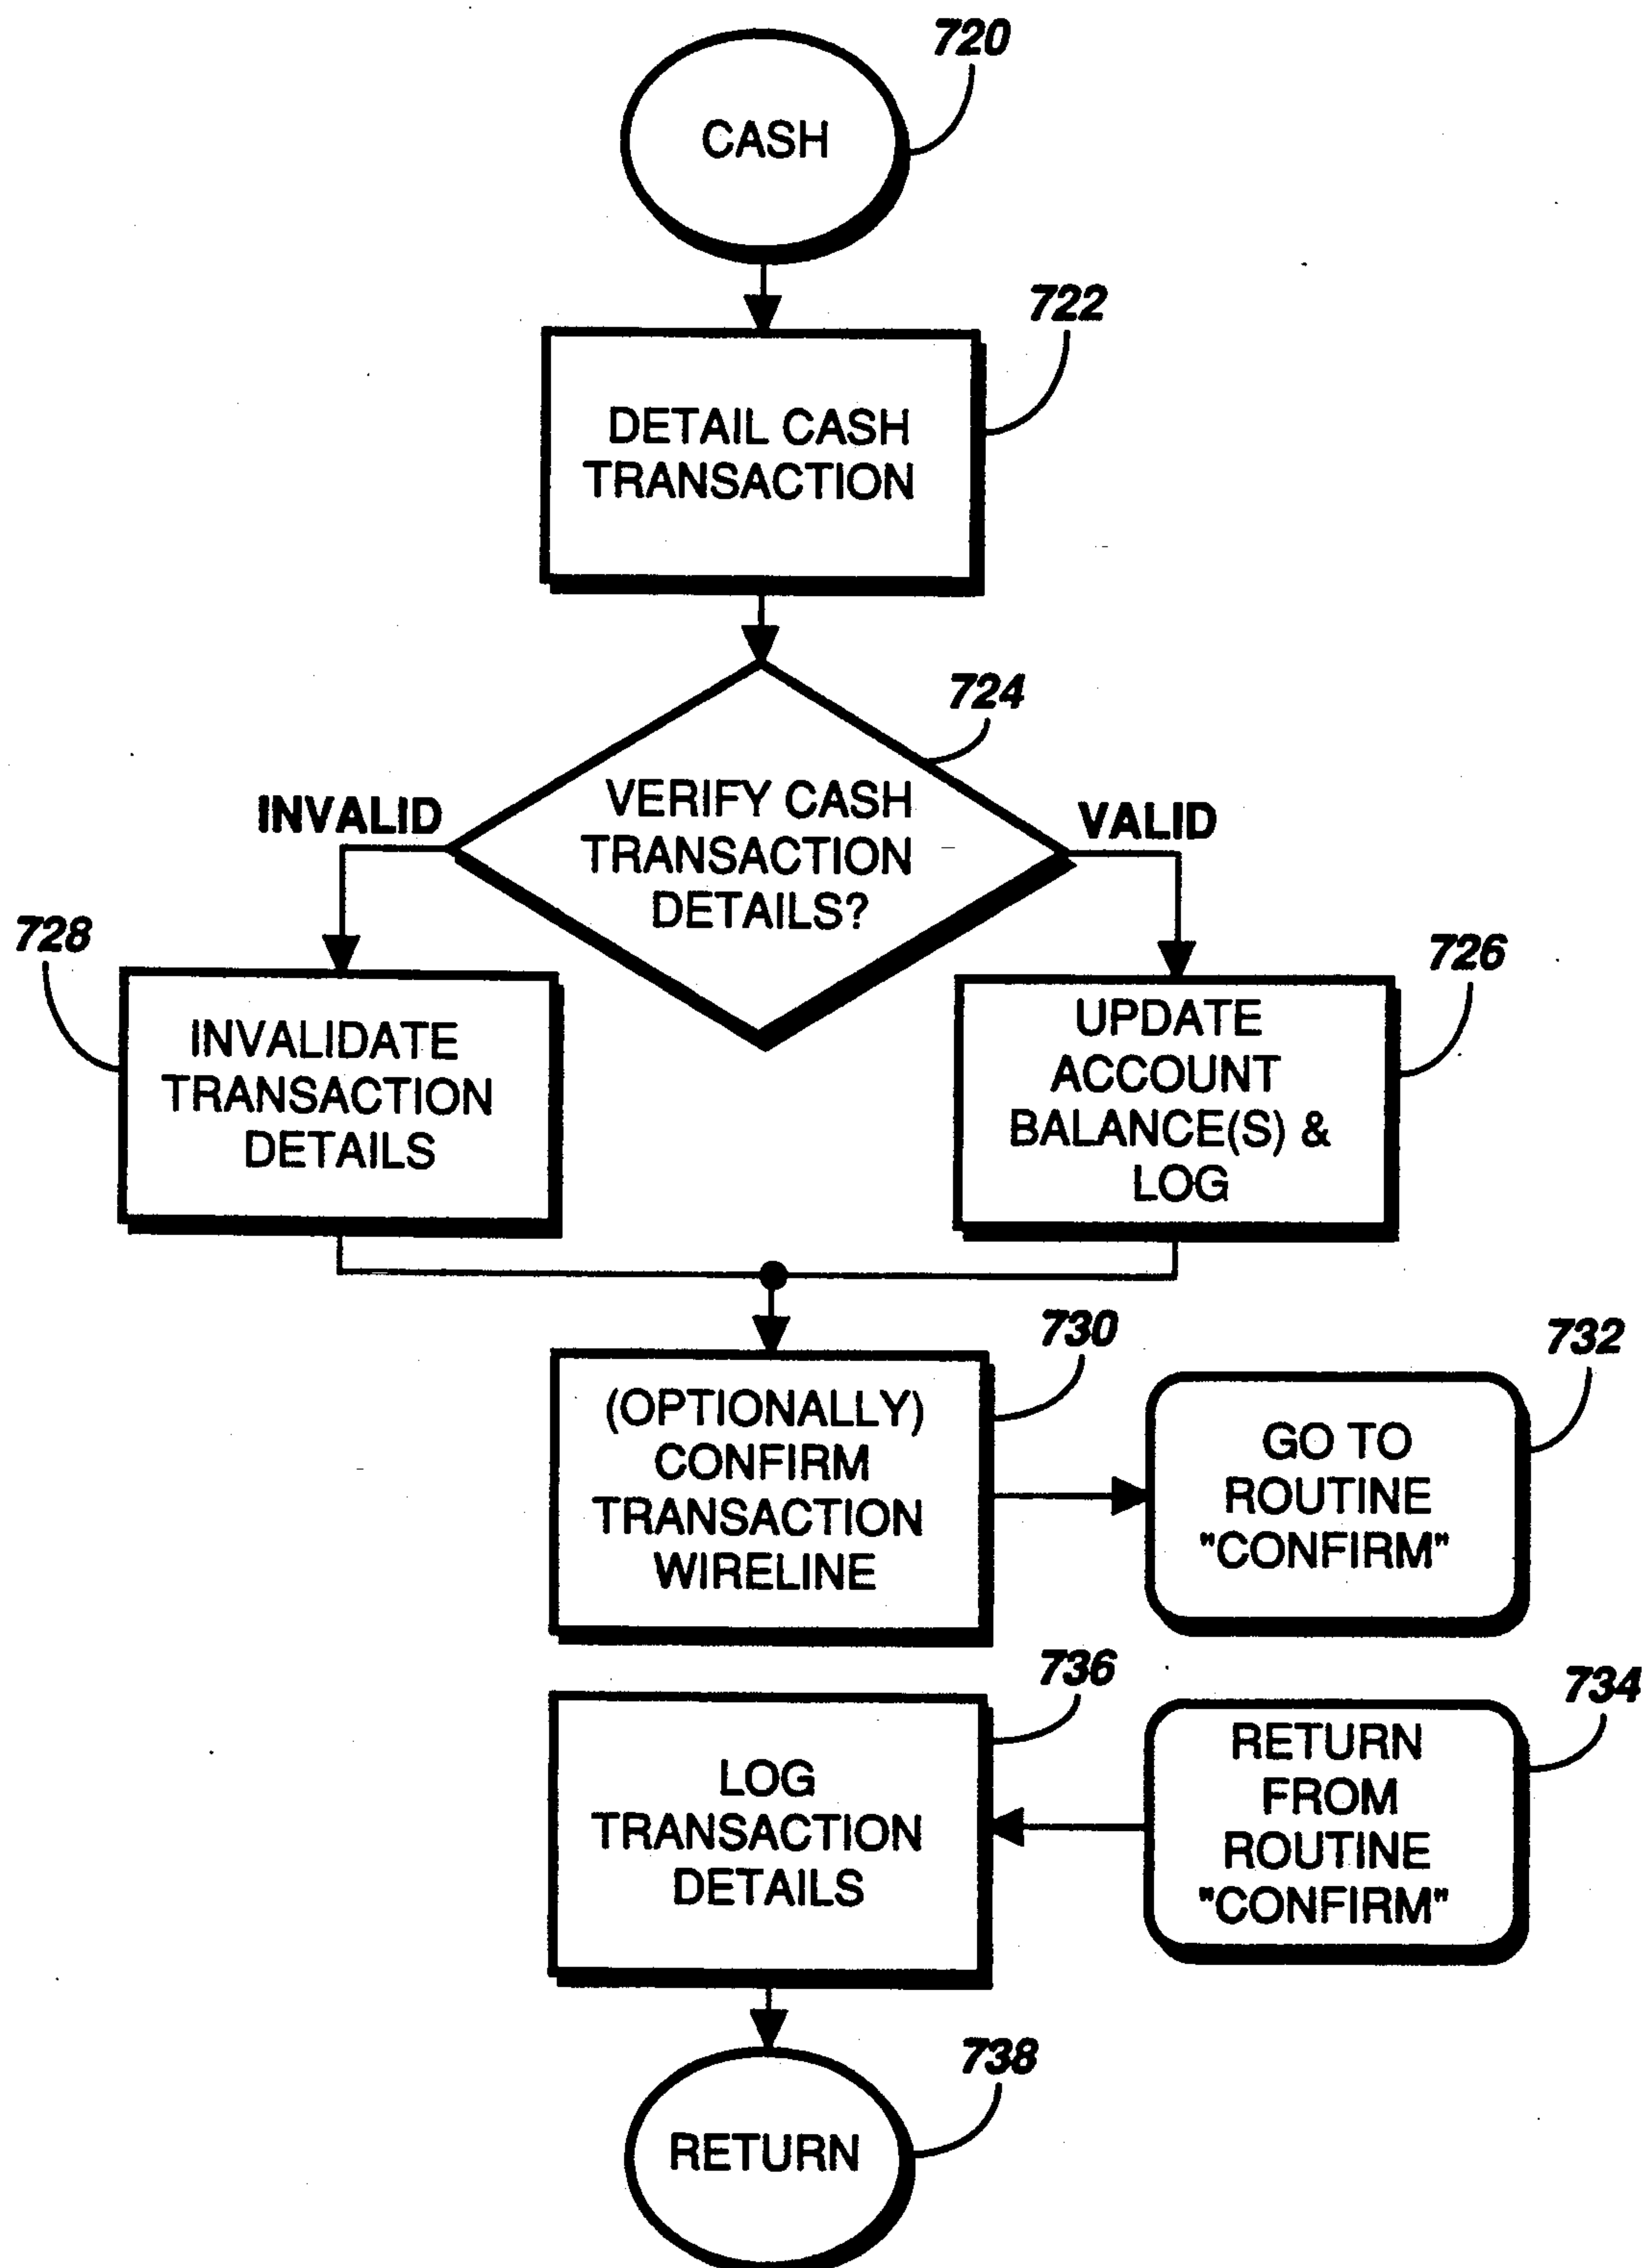 720
CASH
722
DETAIL CASH
TRANSACTION
724
VERIFY CASH
TRANSACTION
DETAILS?
INVALID
VALID
728
INVALIDATE
TRANSACTION
DETAILS
726
UPDATE
ACCOUNT
BALANCE(S) &
LOG
730
(OPTIONALLY)
CONFIRM
TRANSACTION
WIRELINE
732
GO TO
ROUTINE
"CONFIRM"
736
LOG
TRANSACTION
DETAILS
734
RETURN
FROM
ROUTINE
"CONFIRM"
738
RETURN